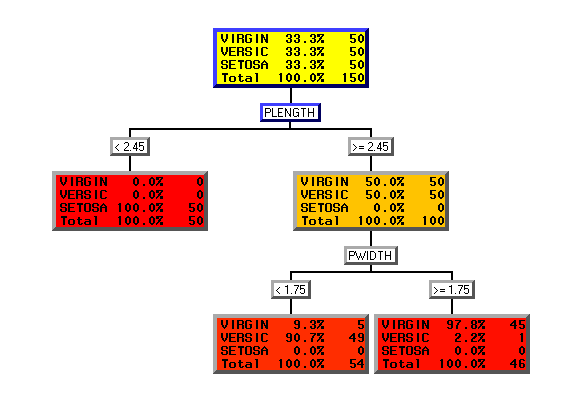 VIRGIN 33.3% 50
VERSIC 33.3% 50
SETOSA 33.3% 50
Total 100.0% 150
PLENGTH
< 2.45
>= 2.45
VIRGIN 0.0% 0
VERSIC 0.0% 0
SETOSA 100.0% 50
Total 100.0% 50
VIRGIN 50.0% 50
VERSIC 50.0% 50
SETOSA 0.0% 0
Total 100.0% 100
PWIDTH
< 1.75
>= 1.75
VIRGIN 9.3% 5
VERSIC 90.7% 49
SETOSA 0.0% 0
Total 100.0% 54
VIRGIN 97.8% 45
VERSIC 2.2% 1
SETOSA 0.0% 0
Total 100.0% 46